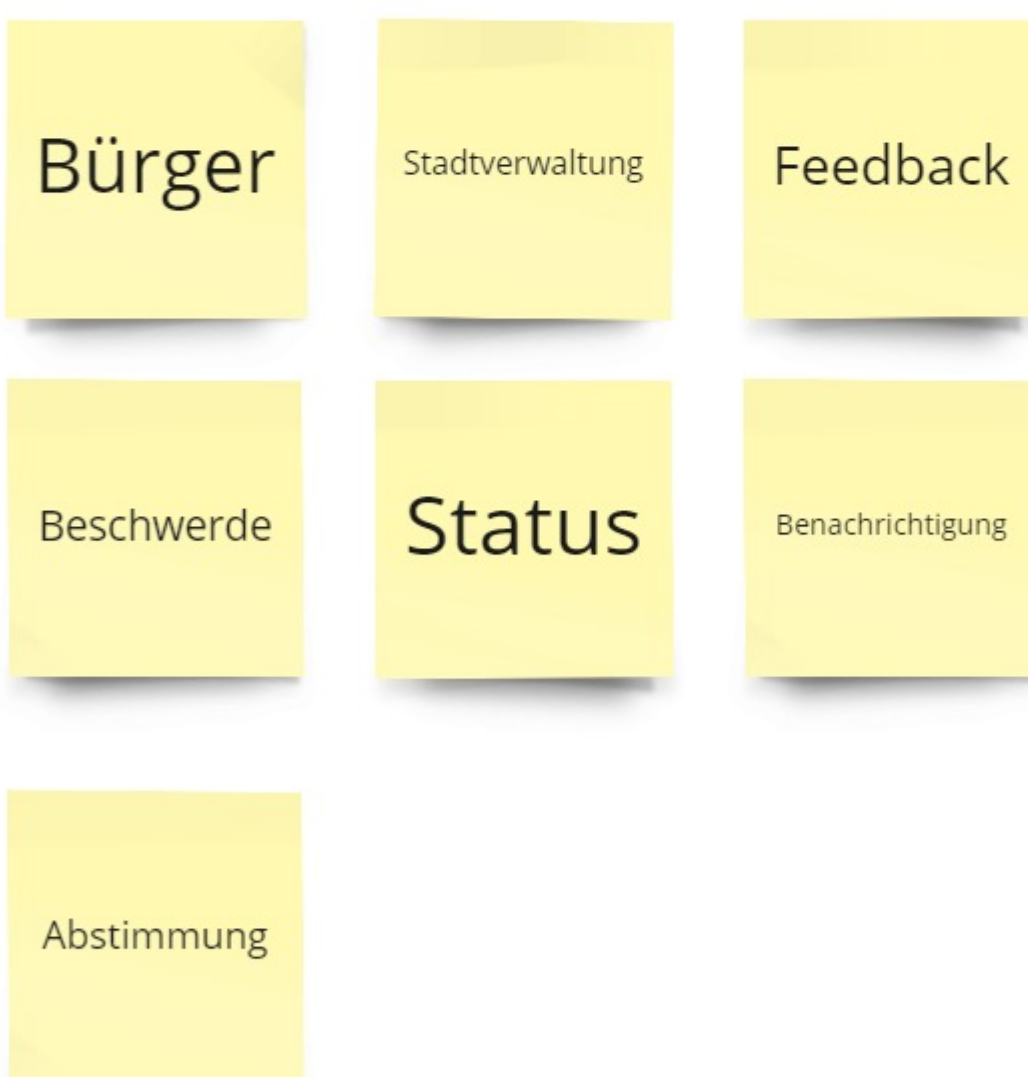 Bürger
Stadtverwaltung
Feedback
Beschwerde
Status
Benachrichtigung
Abstimmung